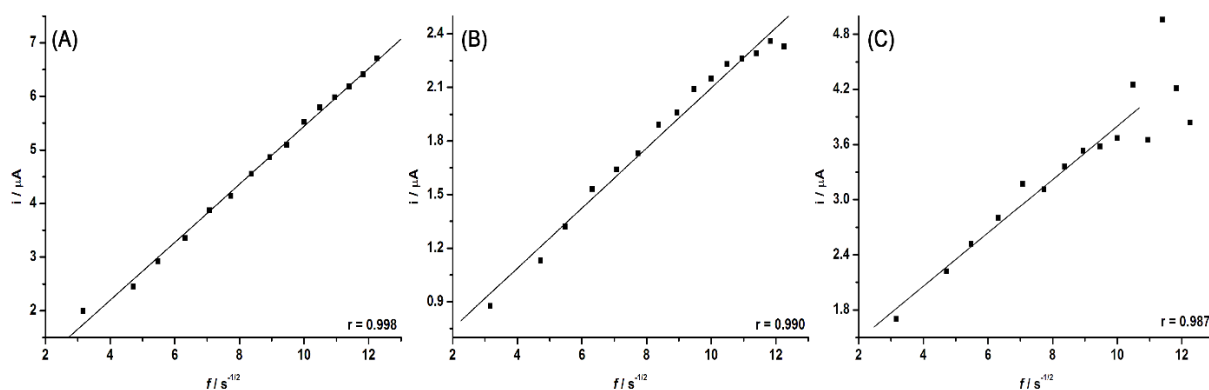 (A)
7
6
5
4
3
2
i / μA
r = 0.998
2 4 6 8 10 12
f / s^-1/2
(B)
2.4
2.1
1.8
1.5
1.2
0.9
i / μA
r = 0.990
2 4 6 8 10 12
f / s^-1/2
(C)
4.8
4.2
3.6
3.0
2.4
1.8
i / μA
r = 0.987
2 4 6 8 10 12
f / s^-1/2